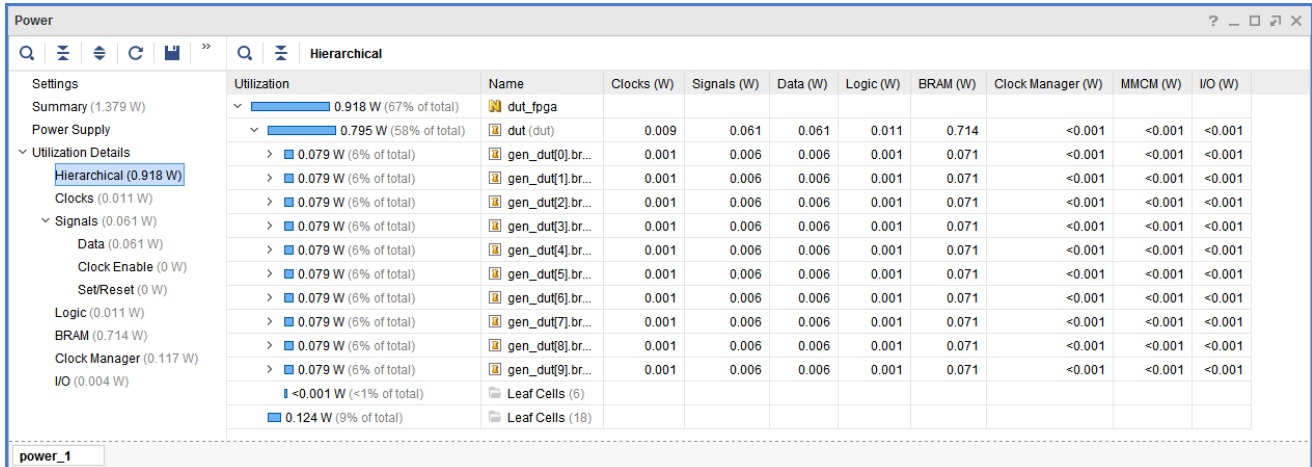 Power
Hierarchical
Settings
Summary (1.379 W)
Power Supply
Utilization Details
Hierarchical (0.918 W)
Clocks (0.011 W)
Signals (0.061 W)
Data (0.061 W)
Clock Enable (0 W)
Set/Reset (0 W)
Logic (0.011 W)
BRAM (0.714 W)
Clock Manager (0.117 W)
I/O (0.004 W)
Utilization Name Clocks (W) Signals (W) Data (W) Logic (W) BRAM (W) Clock Manager (W) MMCM (W) I/O (W)
0.918 W (67% of total) dut_fpga
0.795 W (58% of total) dut (dut) 0.009 0.061 0.061 0.011 0.714 <0.001 <0.001 <0.001
0.079 W (6% of total) gen_dut[0].br... 0.001 0.006 0.006 0.001 0.071 <0.001 <0.001 <0.001
0.079 W (6% of total) gen_dut[1].br... 0.001 0.006 0.006 0.001 0.071 <0.001 <0.001 <0.001
0.079 W (6% of total) gen_dut[2].br... 0.001 0.006 0.006 0.001 0.071 <0.001 <0.001 <0.001
0.079 W (6% of total) gen_dut[3].br... 0.001 0.006 0.006 0.001 0.071 <0.001 <0.001 <0.001
0.079 W (6% of total) gen_dut[4].br... 0.001 0.006 0.006 0.001 0.071 <0.001 <0.001 <0.001
0.079 W (6% of total) gen_dut[5].br... 0.001 0.006 0.006 0.001 0.071 <0.001 <0.001 <0.001
0.079 W (6% of total) gen_dut[6].br... 0.001 0.006 0.006 0.001 0.071 <0.001 <0.001 <0.001
0.079 W (6% of total) gen_dut[7].br... 0.001 0.006 0.006 0.001 0.071 <0.001 <0.001 <0.001
0.079 W (6% of total) gen_dut[8].br... 0.001 0.006 0.006 0.001 0.071 <0.001 <0.001 <0.001
0.079 W (6% of total) gen_dut[9].br... 0.001 0.006 0.006 0.001 0.071 <0.001 <0.001 <0.001
<0.001 W (<1% of total) Leaf Cells (6)
0.124 W (9% of total) Leaf Cells (18)
power_1